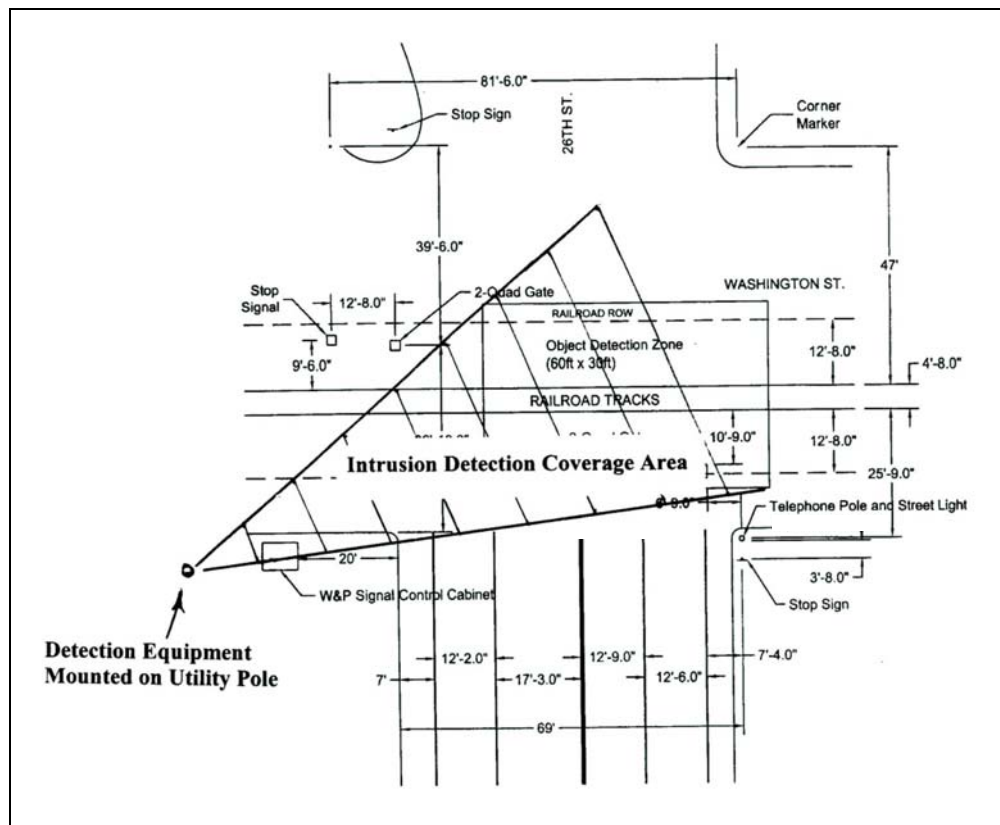 81'-6.0"
Stop Sign
26TH ST.
Corner
Marker
39'-6.0"
47'
WASHINGTON ST.
Stop
Signal
12'-8.0"
2-Quad Gate
RAILROAD ROW
Object Detection Zone
(60ft x 30ft)
12'-8.0"
4'-8.0"
9'-6.0"
RAILROAD TRACKS
10'-9.0"
12'-8.0"
Intrusion Detection Coverage Area
25'-9.0"
Telephone Pole and Street Light
20'
3'-8.0"
W&P Signal Control Cabinet
Stop Sign
Detection Equipment
Mounted on Utility Pole
12'-2.0"
12'-9.0"
7'-4.0"
7'
17'-3.0"
12'-6.0"
69'